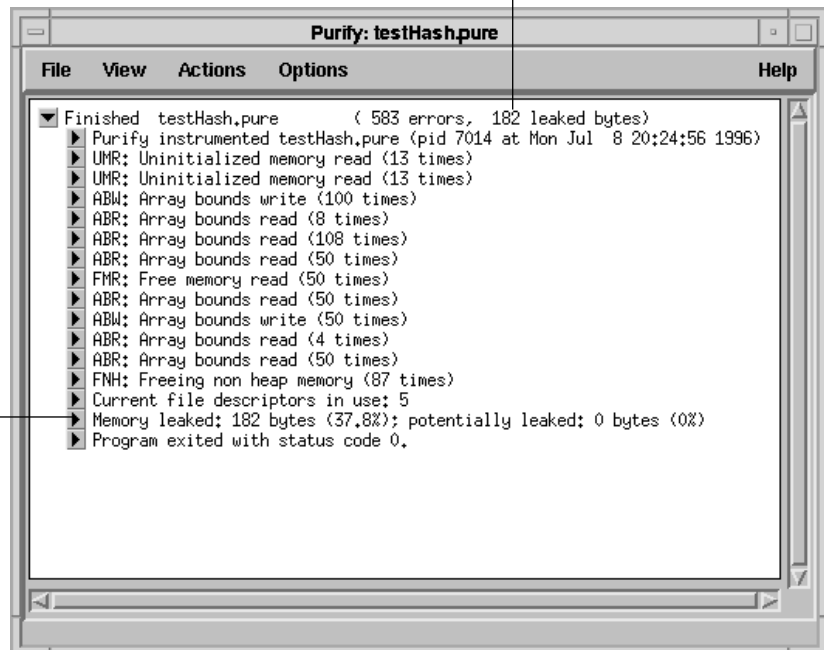 Purify: testHash.pure
File View Actions Options Help
Finished testHash.pure ( 583 errors, 182 leaked bytes)
Purify instrumented testHash.pure (pid 7014 at Mon Jul 8 20:24:56 1996)
UMR: Uninitialized memory read (13 times)
UMR: Uninitialized memory read (13 times)
ABW: Array bounds write (100 times)
ABR: Array bounds read (8 times)
ABR: Array bounds read (108 times)
ABR: Array bounds read (50 times)
FMR: Free memory read (50 times)
ABR: Array bounds read (50 times)
ABW: Array bounds write (50 times)
ABR: Array bounds read (4 times)
ABR: Array bounds read (50 times)
FNH: Freeing non heap memory (87 times)
Current file descriptors in use: 5
Memory leaked: 182 bytes (37.8%); potentially leaked: 0 bytes (0%)
Program exited with status code 0.